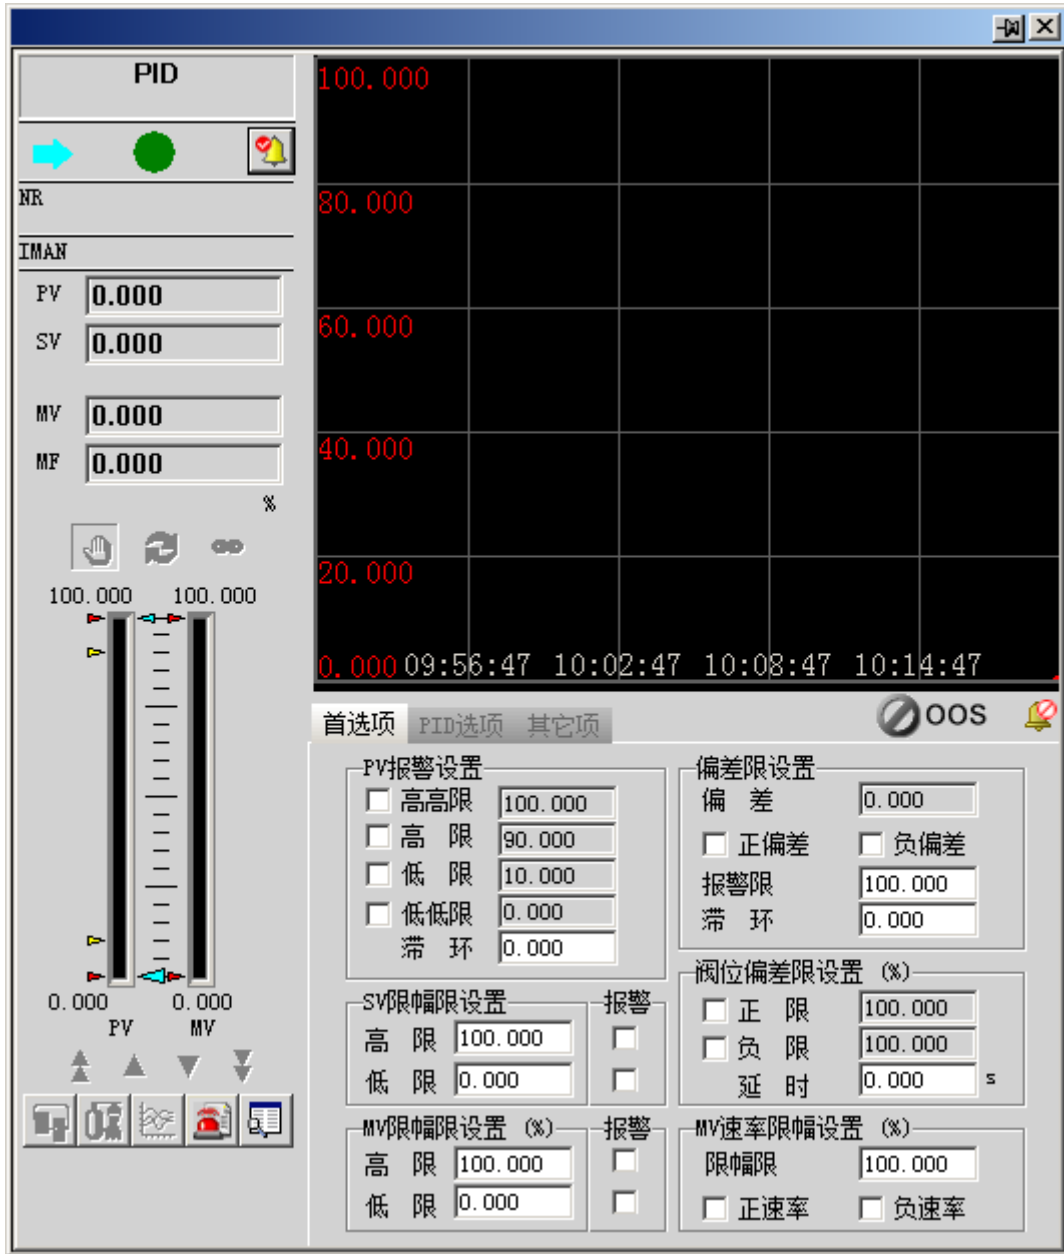 PID
NR
IMAN
PV 0.000
SV 0.000
MV 0.000
MF 0.000
%
100.000 100.000
0.000 0.000
PV MV
100.000
80.000
60.000
40.000
20.000
0.000 09:56:47 10:02:47 10:08:47 10:14:47
首选项 PID选项 其它项 OOS
PV报警设置
高高限 100.000
高 限 90.000
低 限 10.000
低低限 0.000
滞 环 0.000
SV限幅限设置 报警
高 限 100.000
低 限 0.000
MV限幅限设置 (%) 报警
高 限 100.000
低 限 0.000
偏差限设置
偏 差 0.000
正偏差 负偏差
报警限 100.000
滞 环 0.000
阀位偏差限设置 (%)
正 限 100.000
负 限 100.000
延 时 0.000 s
MV速率限幅设置 (%)
限幅限 100.000
正速率 负速率